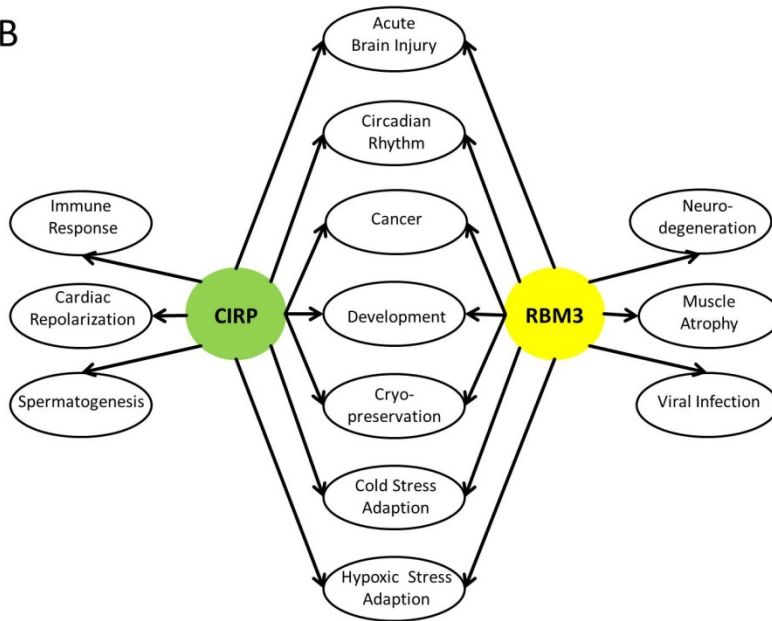 B
Acute
Brain Injury
Circadian
Rhythm
Cancer
Development
Cryo-
preservation
Cold Stress
Adaption
Hypoxic Stress
Adaption
Immune
Response
Cardiac
Repolarization
Spermatogenesis
CIRP
RBM3
Neuro-
degeneration
Muscle
Atrophy
Viral Infection